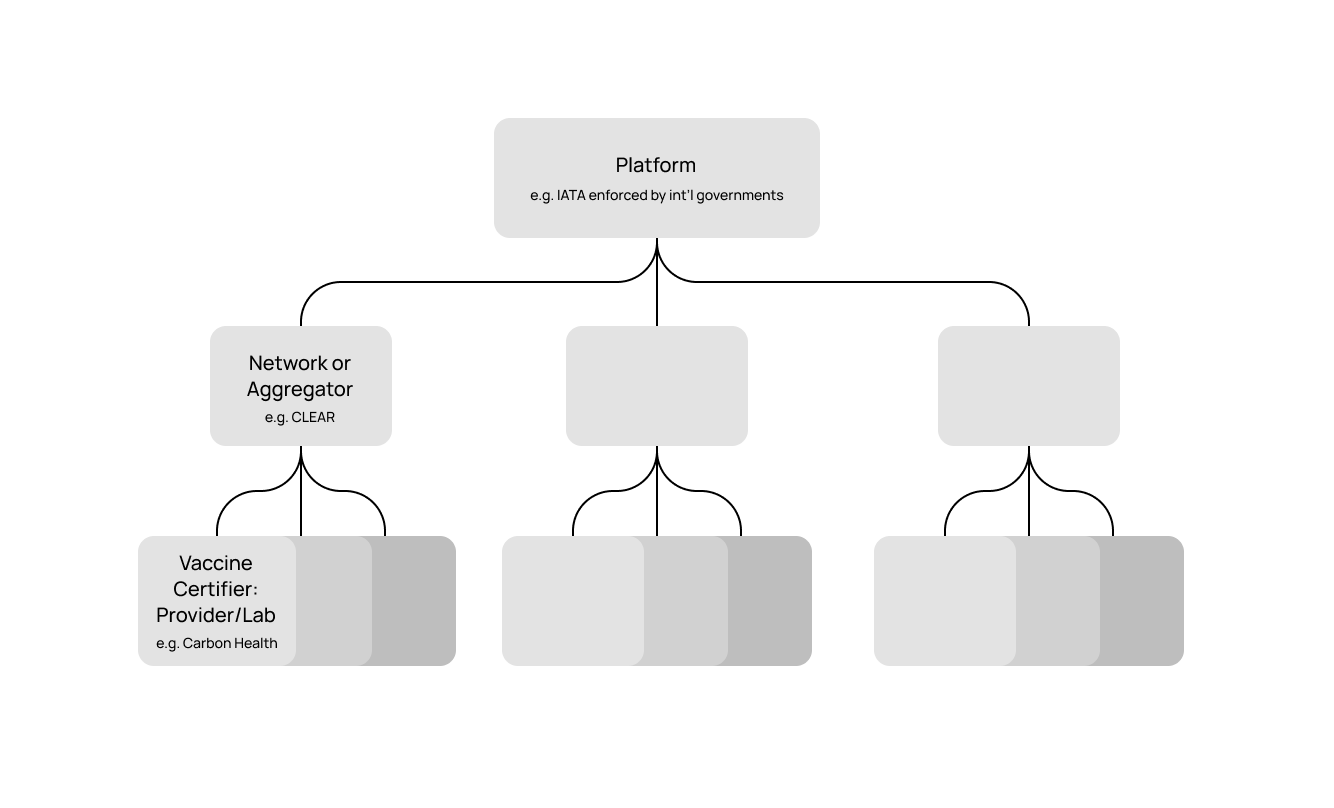 Platform
e.g. IATA enforced by int'l governments
Network or
Aggregator
e.g. CLEAR
Vaccine
Certifier:
Provider/Lab
e.g. Carbon Health